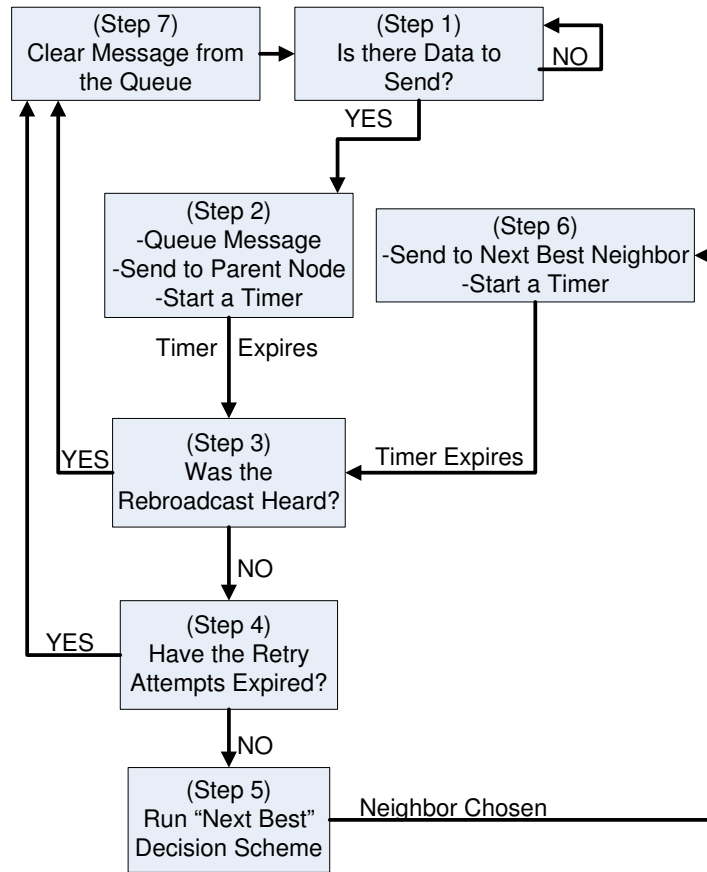 (Step 7)
Clear Message from
the Queue
(Step 1)
Is there Data to
Send?
NO
YES
(Step 2)
-Queue Message
-Send to Parent Node
-Start a Timer
(Step 6)
-Send to Next Best Neighbor
-Start a Timer
Timer Expires
(Step 3)
Was the
Rebroadcast Heard?
YES
Timer Expires
NO
(Step 4)
Have the Retry
Attempts Expired?
YES
NO
(Step 5)
Run “Next Best”
Decision Scheme
Neighbor Chosen